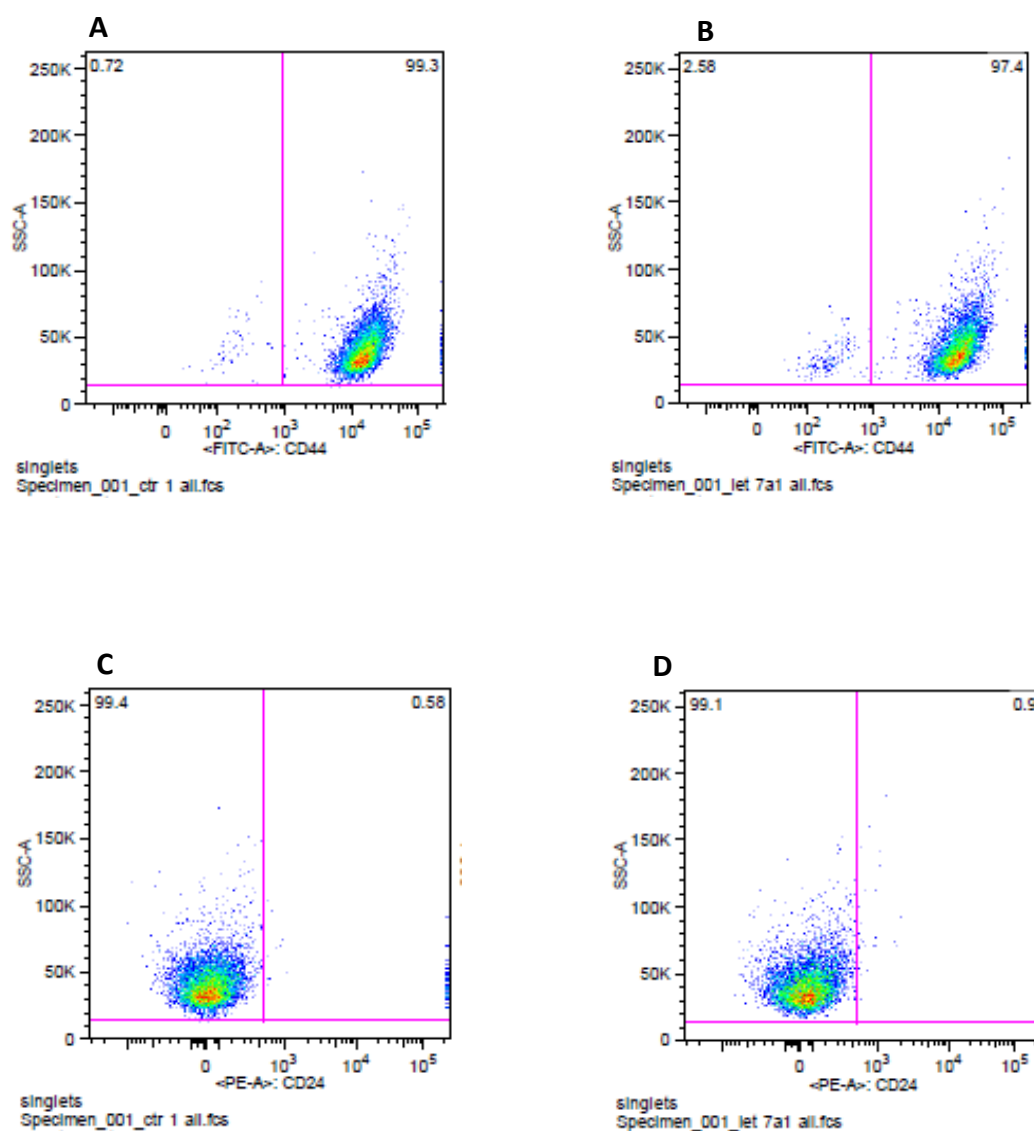 A
B
0.72 99.3
250K
200K
150K
100K
50K
0
SSC-A
0 10² 10³ 10⁴ 10⁵
<FITC-A>: CD44
singlets
Specimen_001_ctr 1 all.fcs
2.58 97.4
250K
200K
150K
100K
50K
0
SSC-A
0 10² 10³ 10⁴ 10⁵
<FITC-A>: CD44
singlets
Specimen_001_let 7a1 all.fcs
C
D
99.4 0.58
250K
200K
150K
100K
50K
0
SSC-A
0 10³ 10⁴ 10⁵
<PE-A>: CD24
singlets
Specimen_001_ctr 1 all.fcs
99.1 0.9
250K
200K
150K
100K
50K
0
SSC-A
0 10³ 10⁴ 10⁵
<PE-A>: CD24
singlets
Specimen_001_let 7a1 all.fcs